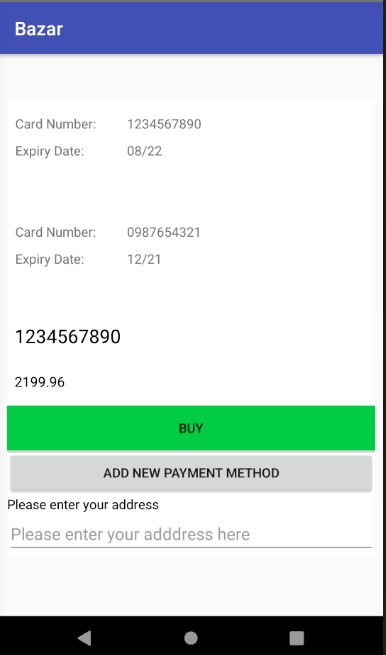 Bazar
Card Number: 1234567890
Expiry Date: 08/22
Card Number: 0987654321
Expiry Date: 12/21
1234567890
2199.96
BUY
ADD NEW PAYMENT METHOD
Please enter your address
Please enter your adddress here